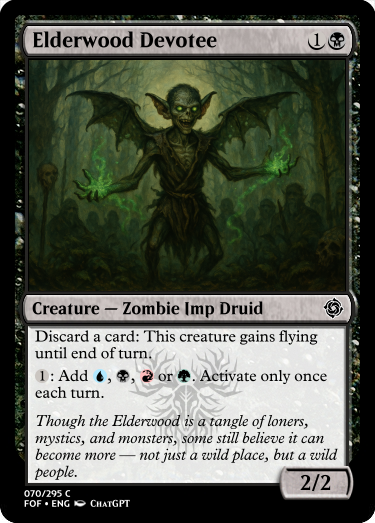 Elderwood Devotee 1
Creature — Zombie Imp Druid
Discard a card: This creature gains flying
until end of turn.
1: Add , , or . Activate only once
each turn.
Though the Elderwood is a tangle of loners,
mystics, and monsters, some still believe it can
become more — not just a wild place, but a wild
people.
2/2
070/295 C
FOF • ENG ChatGPT